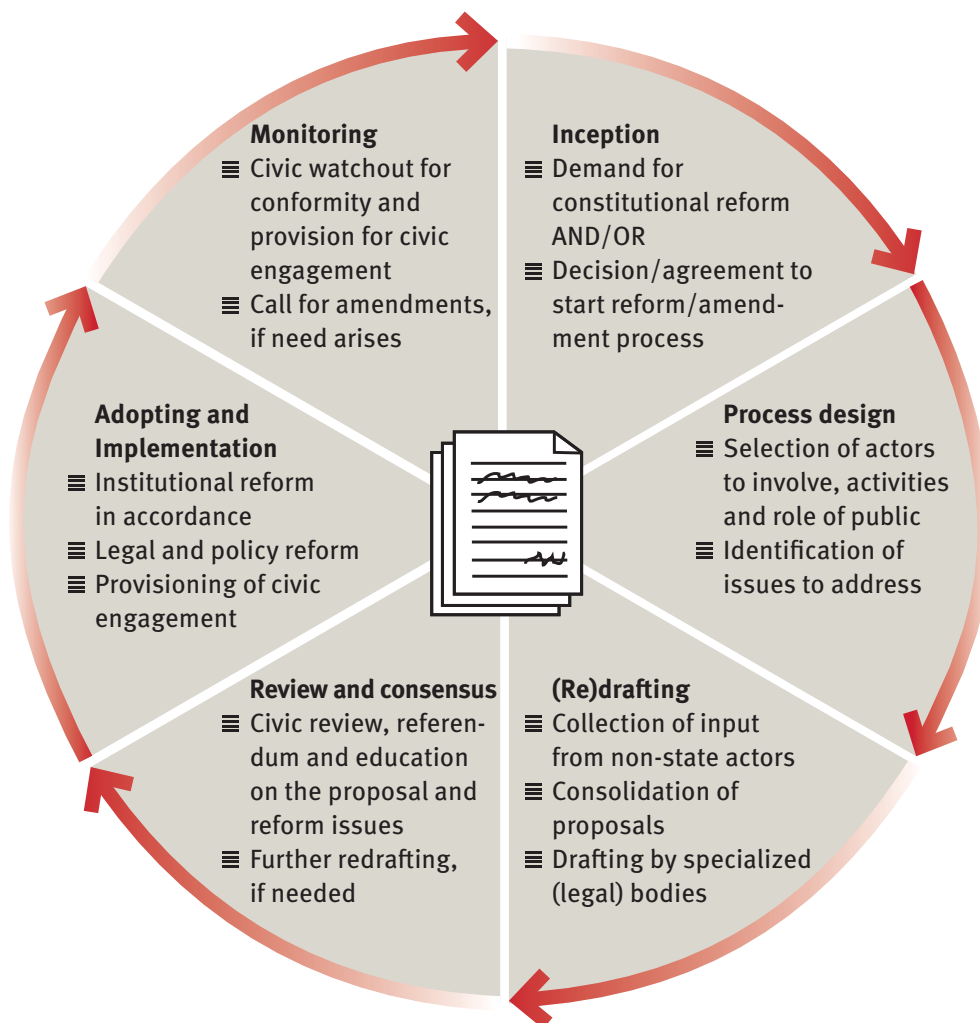 Monitoring
Civic watchout for
conformity and
provision for civic
engagement
Call for amendments,
if need arises
Inception
Demand for
constitutional reform
AND/OR
Decision/agreement to
start reform/amend-
ment process
Process design
Selection of actors
to involve, activities
and role of public
Identification of
issues to address
(Re)drafting
Collection of input
from non-state actors
Consolidation of
proposals
Drafting by specialized
(legal) bodies
Review and consensus
Civic review, referen-
dum and education
on the proposal and
reform issues
Further redrafting,
if needed
Adopting and
Implementation
Institutional reform
in accordance
Legal and policy reform
Provisioning of civic
engagement